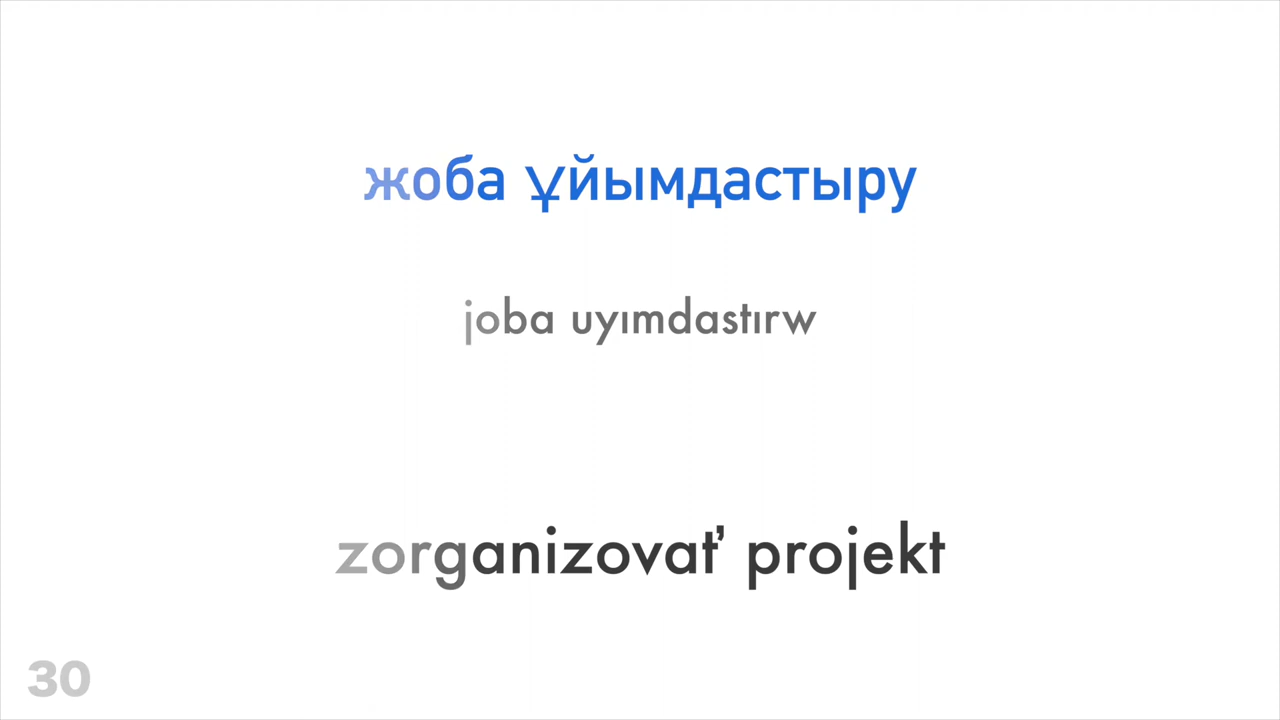 жоба ұйымдастыру
joba uyımdastırw
zorganizovať projekt
30